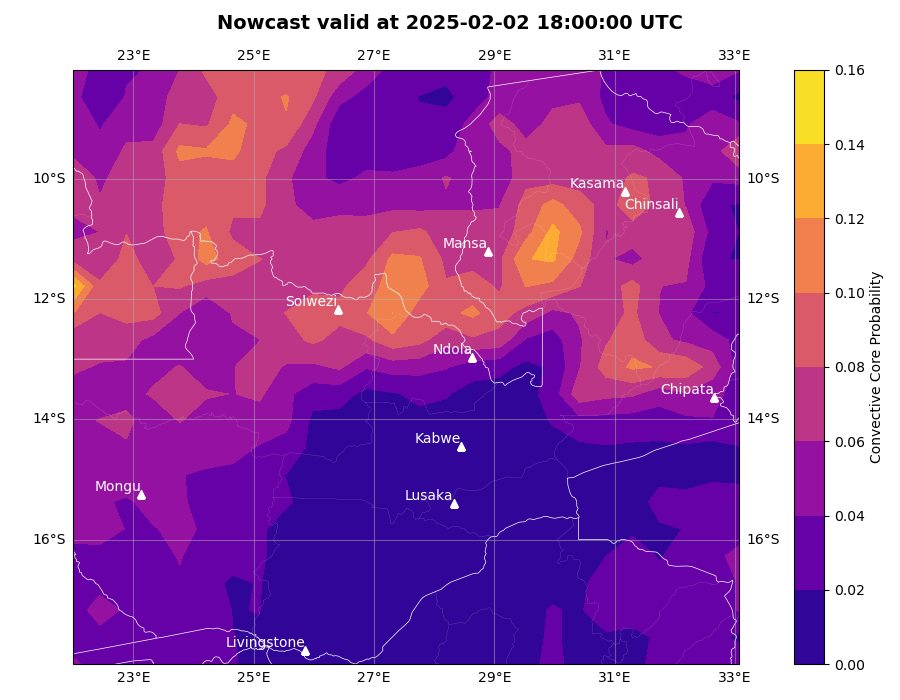 Nowcast valid at 2025-02-02 18:00:00 UTC
23°E 25°E 27°E 29°E 31°E 33°E
0.16
0.14
10°S Kasama 10°S
Chinsali
0.12
Mansa
0.10
12°S Solwezi 12°S
Ndola
0.08
Chipata
14°S 14°S
Kabwe
0.06
Mongu
Lusaka
0.04
16°S 16°S
0.02
Livingstone
0.00
23°E 25°E 27°E 29°E 31°E 33°E
Convective Core Probability